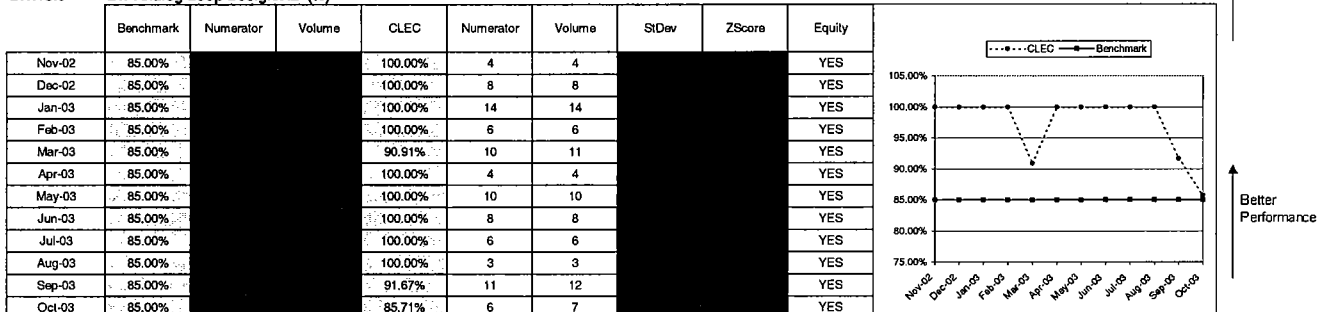 Benchmark Numerator Volume CLEC Numerator Volume StDev ZScore Equity
Nov-02 85.00% 100.00% 4 4 YES
Dec-02 85.00% 100.00% 8 8 YES
Jan-03 85.00% 100.00% 14 14 YES
Feb-03 85.00% 100.00% 6 6 YES
Mar-03 85.00% 90.91% 10 11 YES
Apr-03 85.00% 100.00% 4 4 YES
May-03 85.00% 100.00% 10 10 YES
Jun-03 85.00% 100.00% 8 8 YES
Jul-03 85.00% 100.00% 6 6 YES
Aug-03 85.00% 100.00% 3 3 YES
Sep-03 85.00% 91.67% 11 12 YES
Oct-03 85.00% 85.71% 6 7 YES
CLEC Benchmark
105.00%
100.00%
95.00%
90.00%
85.00%
80.00%
75.00%
Nov-02 Dec-02 Jan-03 Feb-03 Mar-03 Apr-03 May-03 Jun-03 Jul-03 Aug-03 Sep-03 Oct-03
Better
Performance